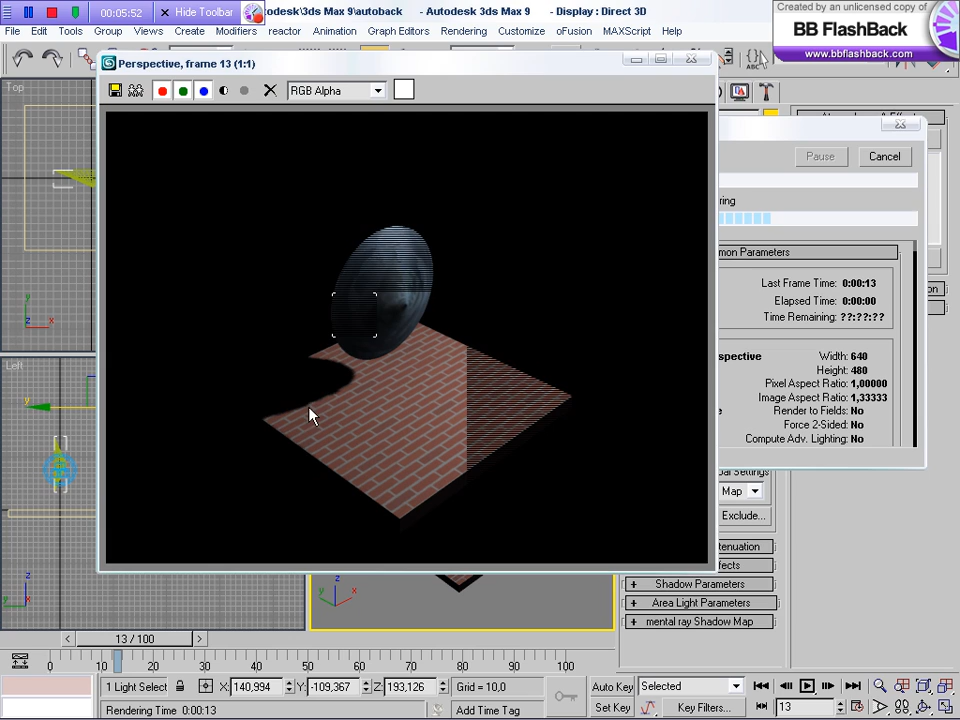 00:05:52 Hide Toolbar
odesk\3ds Max 9\autoback - Autodesk 3ds Max 9 - Display : Direct 3D
Created by an unlicensed copy of
BB FlashBack
www.bbflashback.com
File Edit Tools Group Views Create Modifiers reactor Animation Graph Editors Rendering Customize oFusion MAXScript Help
ABC
Perspective, frame 13 (1:1)
RGB Alpha
Top
y
z x
Pause Cancel
ring
mon Parameters
Last Frame Time: 0:00:13
Elapsed Time: 0:00:00
Time Remaining: ??:??:??
on
spective Width: 640
Height: 480
Pixel Aspect Ratio: 1,00000
Image Aspect Ratio: 1,33333
Render to Fields: No
Force 2-Sided: No
Compute Adv. Lighting: No
Left
y
z
y x
z
y x
Map
Exclude...
tenuation
fects
+ Shadow Parameters
+ Area Light Parameters
+ mental ray Shadow Map
< 13 / 100 >
0 10 20 30 40 50 60 70 80 90 100
1 Light Select X: 140,994 Y: -109,367 Z: 193,126 Grid = 10,0
Auto Key Selected
Rendering Time 0:00:13 Add Time Tag
Set Key Key Filters... 13